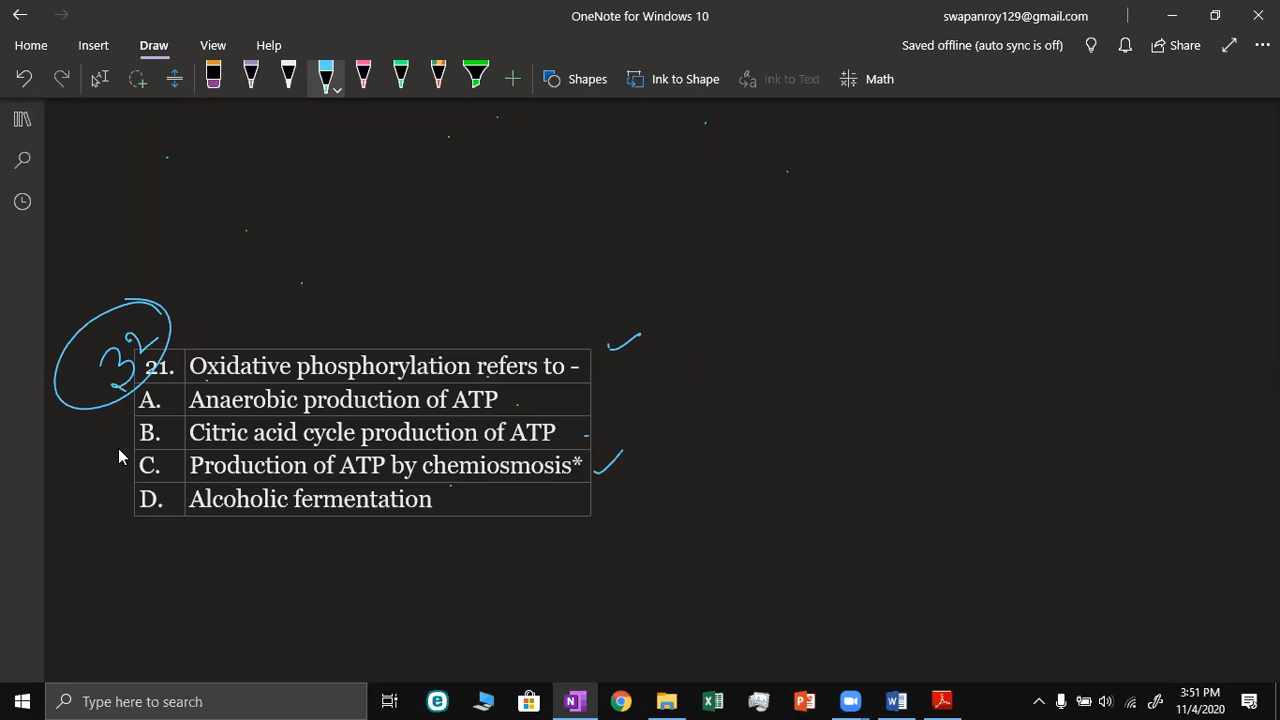 OneNote for Windows 10
swapanroy129@gmail.com
Home Insert Draw View Help
Saved offline (auto sync is off)
Share
Shapes
Ink to Shape
Ink to Text
Math
32
21. Oxidative phosphorylation refers to -
A. Anaerobic production of ATP
B. Citric acid cycle production of ATP
C. Production of ATP by chemiosmosis*
D. Alcoholic fermentation
Type here to search
3:51 PM
11/4/2020